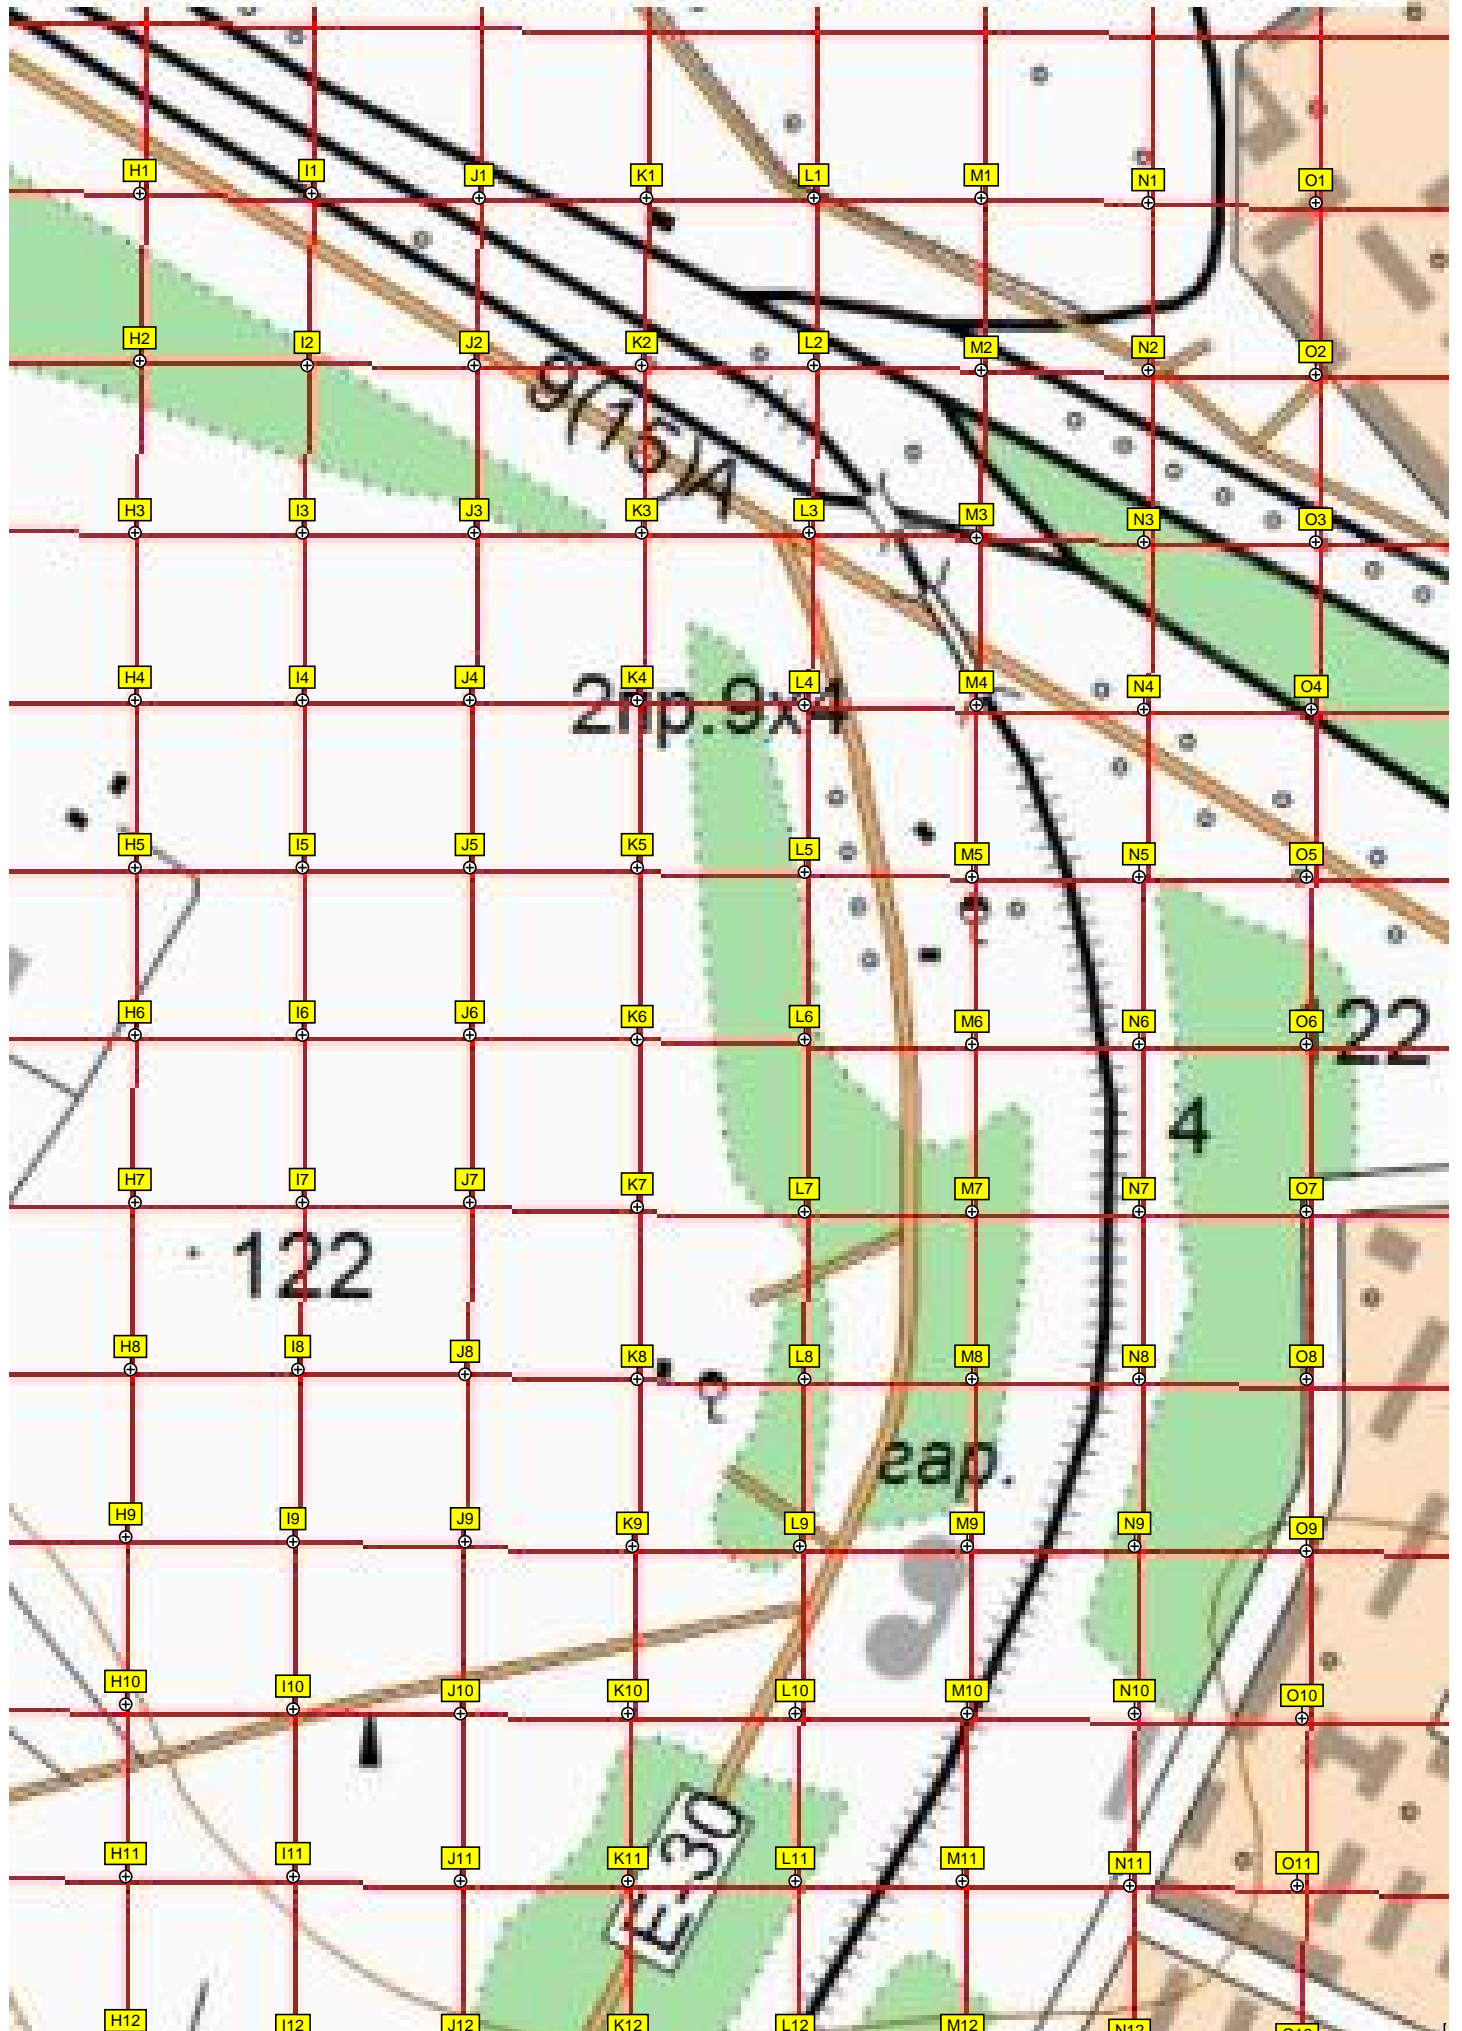 H1 I1 J1 K1 L1 M1 N1 O1
H2 I2 J2 K2 L2 M2 N2 O2
9(15)А
H3 I3 J3 K3 L3 M3 N3 O3
H4 I4 J4 K4 L4 M4 N4 O4
2пр.9x4
H5 I5 J5 K5 L5 M5 N5 O5
H6 I6 J6 K6 L6 M6 N6 O6
22
4
H7 I7 J7 K7 L7 M7 N7 O7
122
H8 I8 J8 K8 L8 M8 N8 O8
гар.
H9 I9 J9 K9 L9 M9 N9 O9
H10 I10 J10 K10 L10 M10 N10 O10
E-30
H11 I11 J11 K11 L11 M11 N11 O11
H12 I12 J12 K12 L12 M12 N12